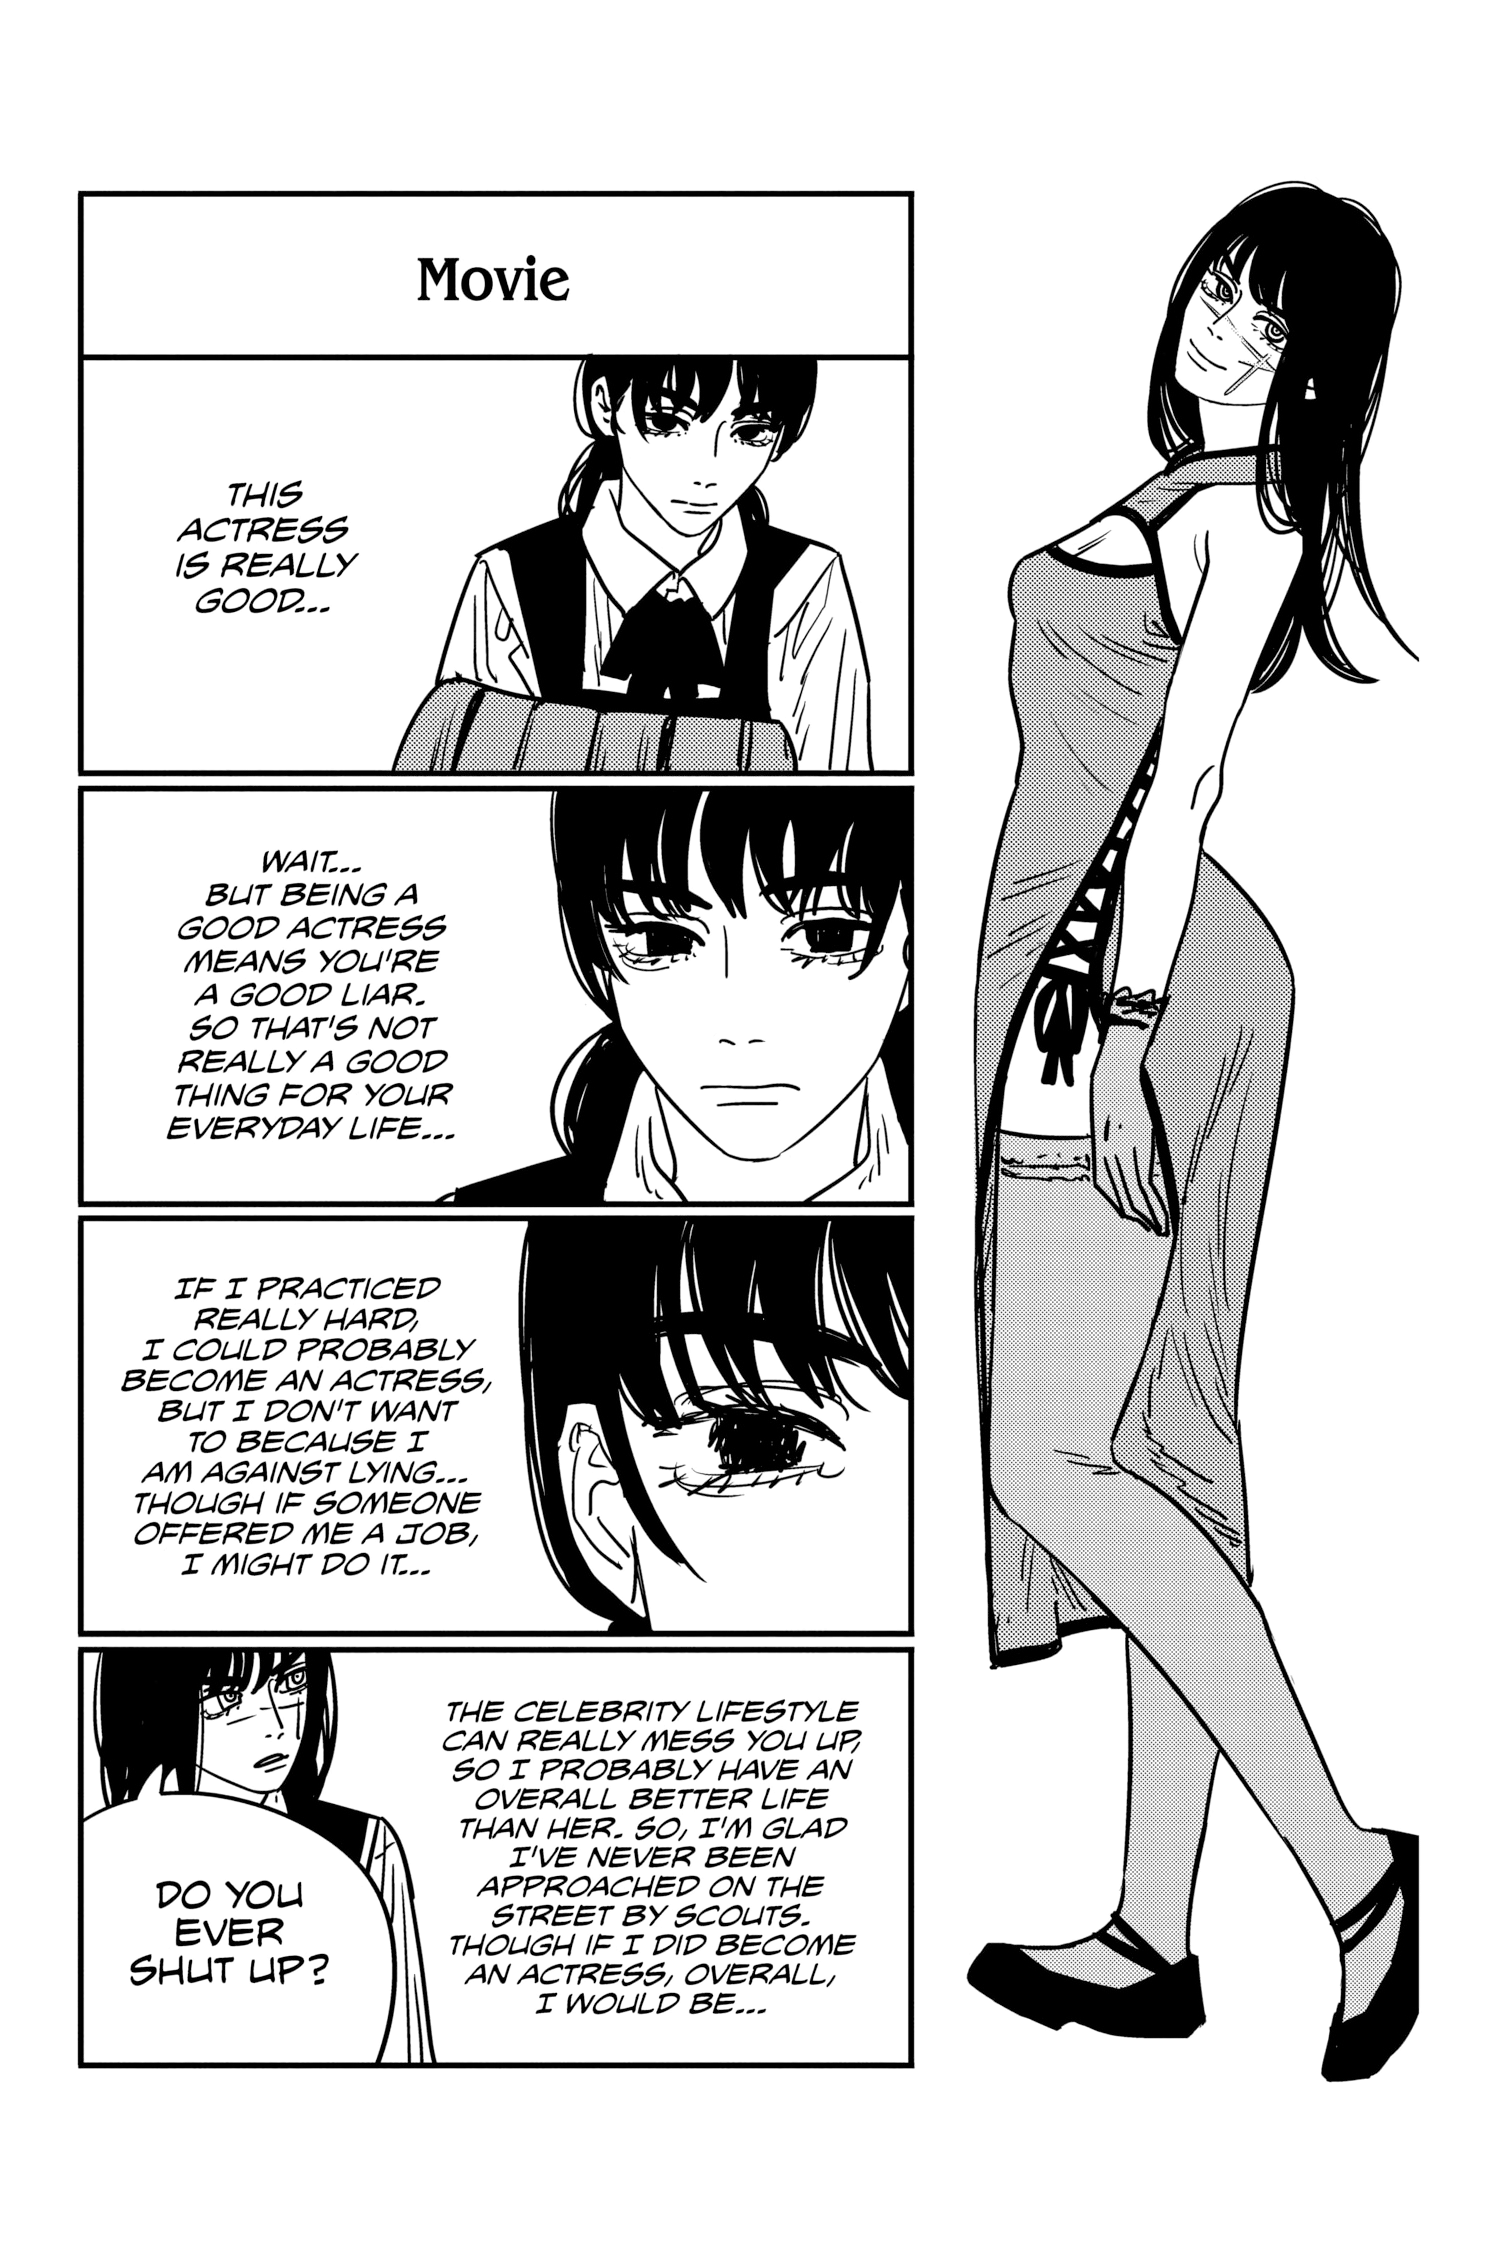 Movie
THIS
ACTRESS
IS REALLY
GOOD...
WAIT...
BUT BEING A
GOOD ACTRESS
MEANS YOU'RE
A GOOD LIAR.
SO THAT'S NOT
REALLY A GOOD
THING FOR YOUR
EVERYDAY LIFE...
IF I PRACTICED
REALLY HARD,
I COULD PROBABLY
BECOME AN ACTRESS,
BUT I DON'T WANT
TO BECAUSE I
AM AGAINST LYING...
THOUGH IF SOMEONE
OFFERED ME A JOB,
I MIGHT DO IT...
THE CELEBRITY LIFESTYLE
CAN REALLY MESS YOU UP,
SO I PROBABLY HAVE AN
OVERALL BETTER LIFE
THAN HER. SO, I'M GLAD
I'VE NEVER BEEN
APPROACHED ON THE
STREET BY SCOUTS.
THOUGH IF I DID BECOME
AN ACTRESS, OVERALL,
I WOULD BE...
DO YOU
EVER
SHUT UP?